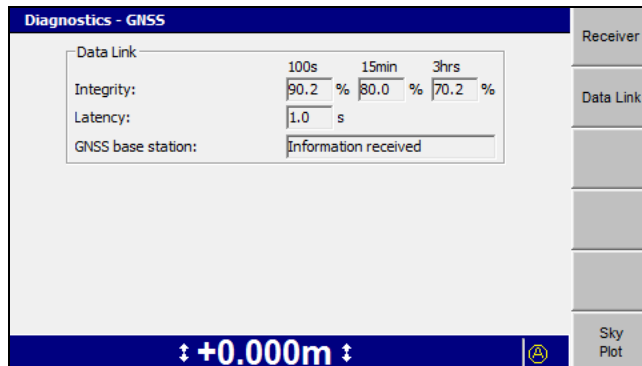 Diagnostics - GNSS
Data Link
100s 15min 3hrs
Integrity: 90.2 % 80.0 % 70.2 %
Latency: 1.0 s
GNSS base station: Information received
+0.000m
A
Receiver
Data Link
Sky
Plot